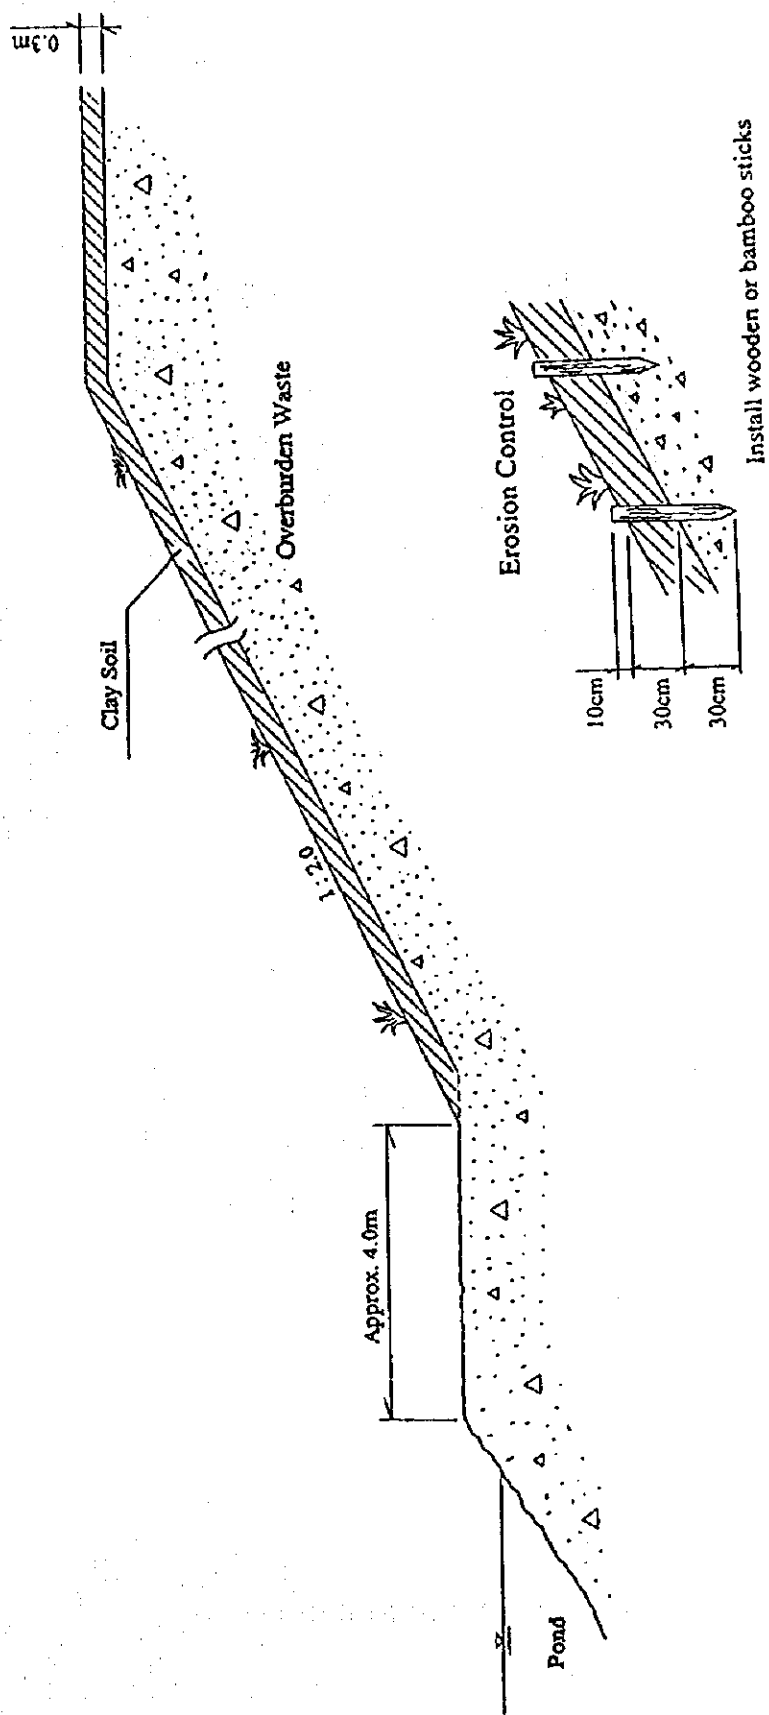 0.3m
Clay Soil
Overburden Waste
1:2.0
Approx. 4.0m
Pond
Erosion Control
10cm
30cm
30cm
Install wooden or bamboo sticks